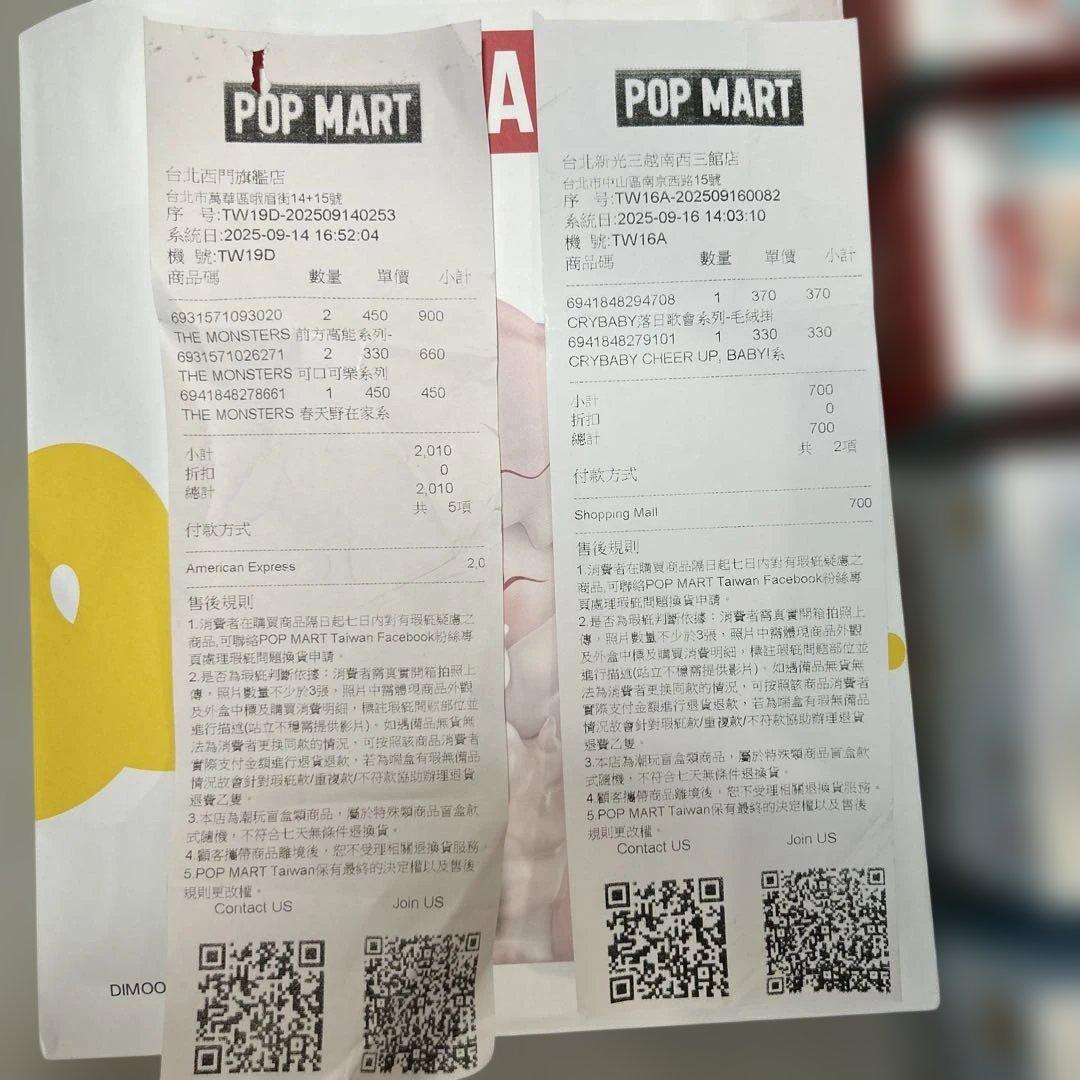 A
POP MART
台北西門旗艦店
台北市萬華區峨眉街14+15號
序 号:TW19D-202509140253
系統日:2025-09-14 16:52:04
機 號:TW19D
商品碼 數量 單價 小計
6931571093020 2 450 900
THE MONSTERS 前方高能系列-
6931571026271 2 330 660
THE MONSTERS 可口可樂系列
6941848278661 1 450 450
THE MONSTERS 春天野在家系
小計 2,010
折扣 0
總計 2,010
共 5項
付款方式
American Express 2,0
售後規則
1.消費者在購買商品隔日起七日內對有瑕疵疑慮之
商品,可聯絡POP MART Taiwan Facebook粉絲專
頁處理瑕疵問題換貨申請。
2.是否為瑕疵判斷依據：消費者需真實開箱拍照上
傳，照片數量不少於3張，照片中需體現商品外觀
及外盒中標及購買消費明細，標註瑕疵問題部位並
進行描述(站立不穩需提供影片)。如遇備品無貨無
法為消費者更換同款的情況，可按照該商品消費者
實際支付金額進行退貨退款，若為端盒有瑕無備品
情況故會針對瑕疵款/重複款/不符款協助辦理退貨
退費乙隻。
3.本店為潮玩盲盒類商品，屬於特殊類商品盲盒款
式隨機，不符合七天無條件退換貨。
4.顧客攜帶商品離境後，恕不受理相關退換貨服務。
5.POP MART Taiwan保有最終的決定權以及售後
規則更改權。
Contact US Join US
POP MART
台北新光三越南西三館店
台北市中山區南京西路15號
序 号:TW16A-202509160082
系統日:2025-09-16 14:03:10
機 號:TW16A
商品碼 數量 單價 小計
6941848294708 1 370 370
CRYBABY落日歌會系列-毛絨掛
6941848279101 1 330 330
CRYBABY CHEER UP, BABY!系
小計 700
折扣 0
總計 700
共 2項
付款方式
Shopping Mall 700
售後規則
1.消費者在購買商品隔日起七日內對有瑕疵疑慮之
商品,可聯絡POP MART Taiwan Facebook粉絲專
頁處理瑕疵問題換貨申請。
2.是否為瑕疵判斷依據：消費者需真實開箱拍照上
傳，照片數量不少於3張，照片中需體現商品外觀
及外盒中標及購買消費明細，標註瑕疵問題部位並
進行描述(站立不穩需提供影片)。如遇備品無貨無
法為消費者更換同款的情況，可按照該商品消費者
實際支付金額進行退貨退款，若為端盒有瑕無備品
情況故會針對瑕疵款/重複款/不符款協助辦理退貨
退費乙隻。
3.本店為潮玩盲盒類商品，屬於特殊類商品盲盒款
式隨機，不符合七天無條件退換貨。
4.顧客攜帶商品離境後，恕不受理相關退換貨服務。
5.POP MART Taiwan保有最終的決定權以及售後
規則更改權。
Contact US Join US
DIMOO